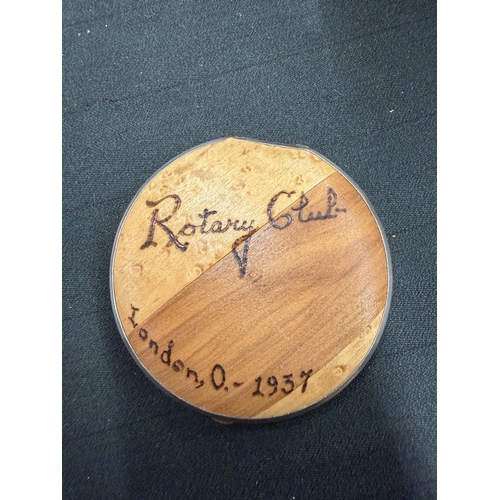 Rotary Club
London, O. - 1937